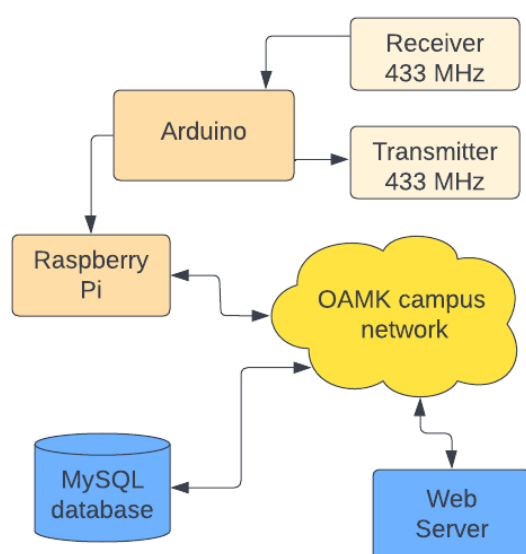 Receiver
433 MHz
Arduino
Transmitter
433 MHz
Raspberry
Pi
OAMK campus
network
MySQL
database
Web
Server